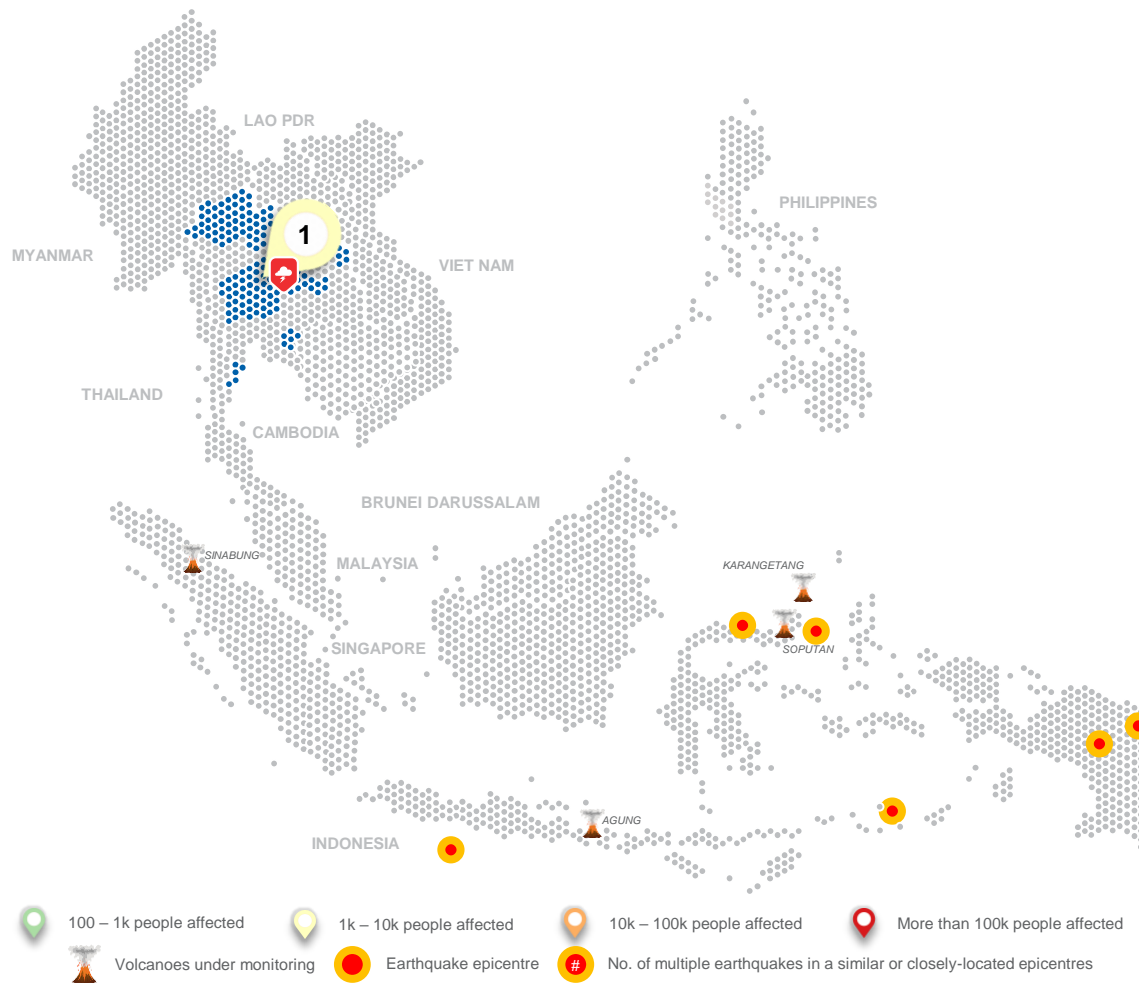 LAO PDR
PHILIPPINES
1
MYANMAR
VIET NAM
THAILAND
CAMBODIA
BRUNEI DARUSSALAM
SINABUNG
MALAYSIA
KARANGETANG
SINGAPORE
SOPUTAN
AGUNG
INDONESIA
100 – 1k people affected
1k – 10k people affected
10k – 100k people affected
More than 100k people affected
Volcanoes under monitoring
Earthquake epicentre
#
No. of multiple earthquakes in a similar or closely-located epicentres